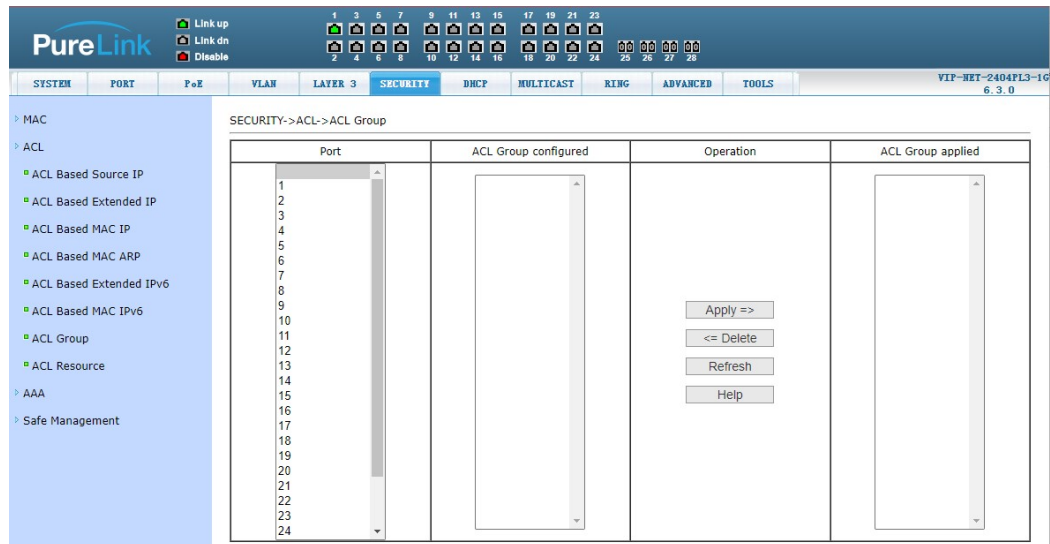 PureLink
Link up
Link dn
Disable
1 3 5 7 9 11 13 15 17 19 21 23
2 4 6 8 10 12 14 16 18 20 22 24 25 26 27 28
SYSTEM PORT PoE VLAN LAYER 3 SECURITY DHCP MULTICAST RING ADVANCED TOOLS
VIP-NET-2404PL3-1G
6.3.0
MAC
ACL
ACL Based Source IP
ACL Based Extended IP
ACL Based MAC IP
ACL Based MAC ARP
ACL Based Extended IPv6
ACL Based MAC IPv6
ACL Group
ACL Resource
AAA
Safe Management
SECURITY->ACL->ACL Group
Port ACL Group configured Operation ACL Group applied
1
2
3
4
5
6
7
8
9
10
11
12
13
14
15
16
17
18
19
20
21
22
23
24
Apply =>
<= Delete
Refresh
Help